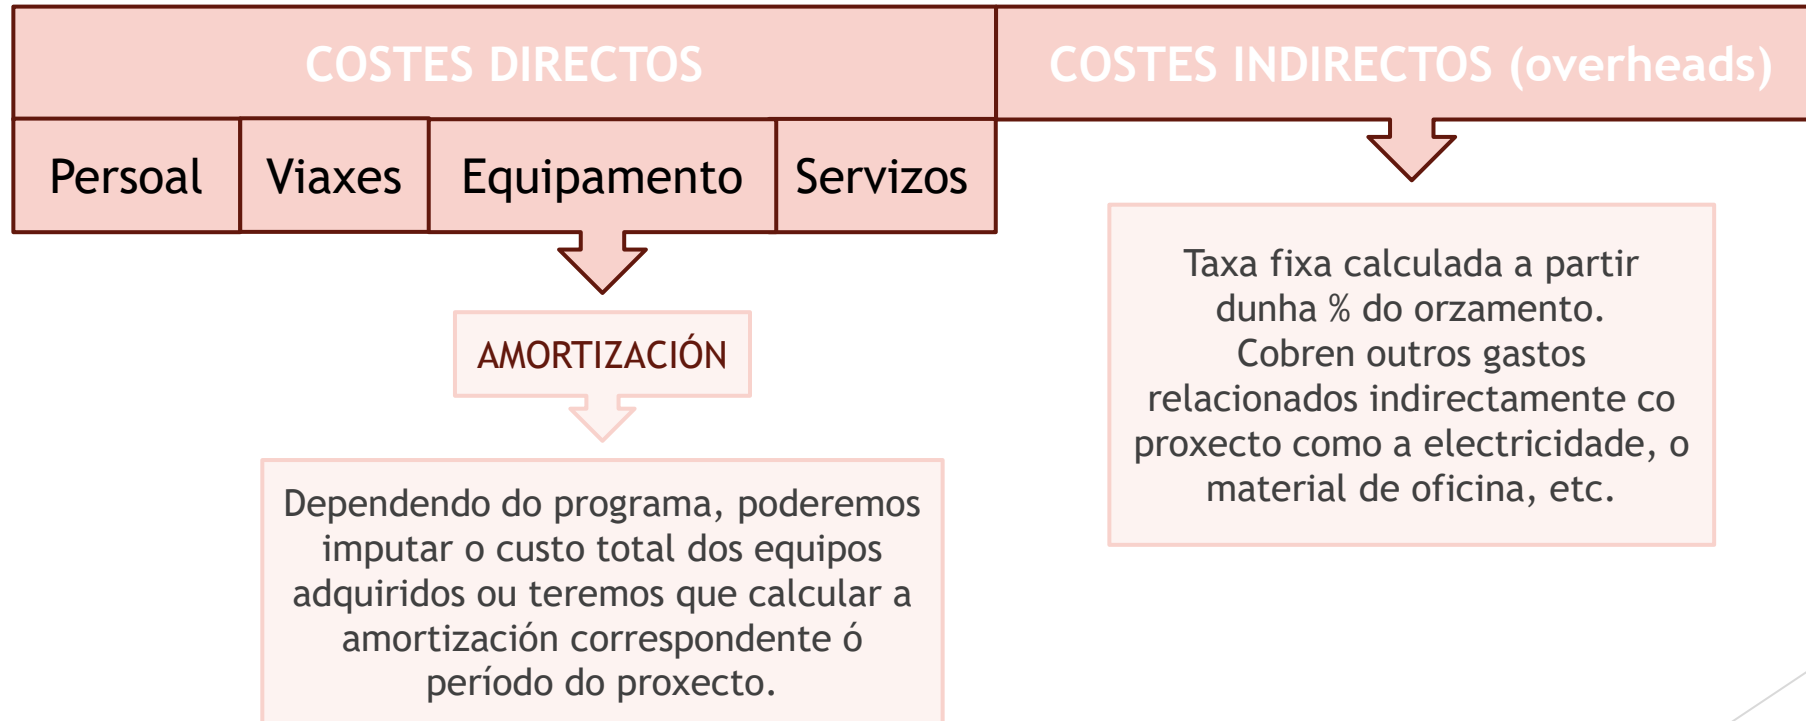 COSTES DIRECTOS
COSTES INDIRECTOS (overheads)
Persoal
Viaxes
Equipamento
Servizos
AMORTIZACIÓN
Dependendo do programa, poderemos
imputar o custo total dos equipos
adquiridos ou teremos que calcular a
amortización correspondente ó
período do proxecto.
Taxa fixa calculada a partir
dunha % do orzamento.
Cobren outros gastos
relacionados indirectamente co
proxecto como a electricidade, o
material de oficina, etc.